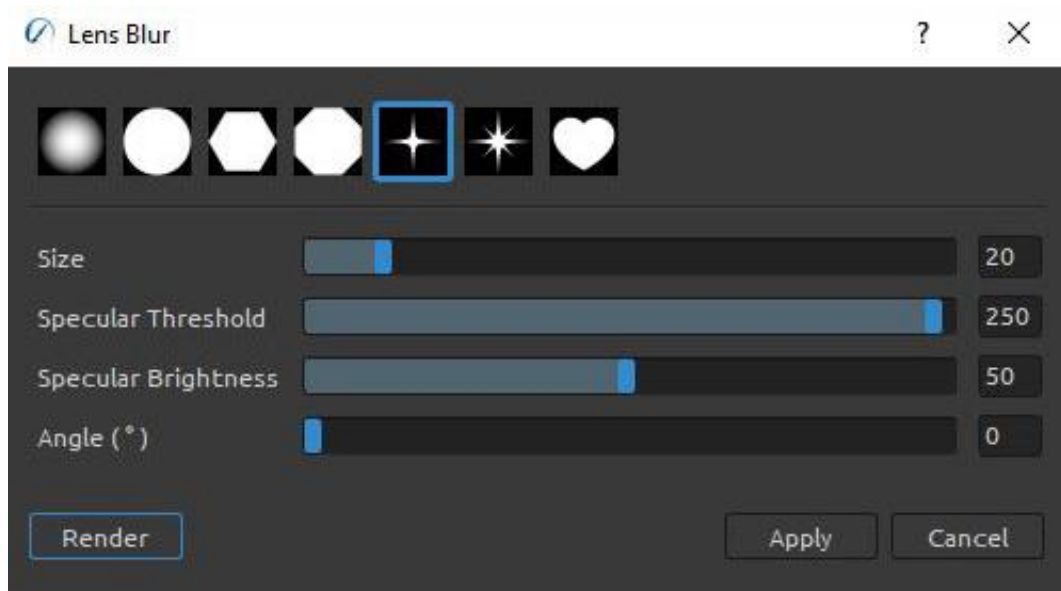 Lens Blur ?
Size 20
Specular Threshold 250
Specular Brightness 50
Angle (°) 0
Render Apply Cancel